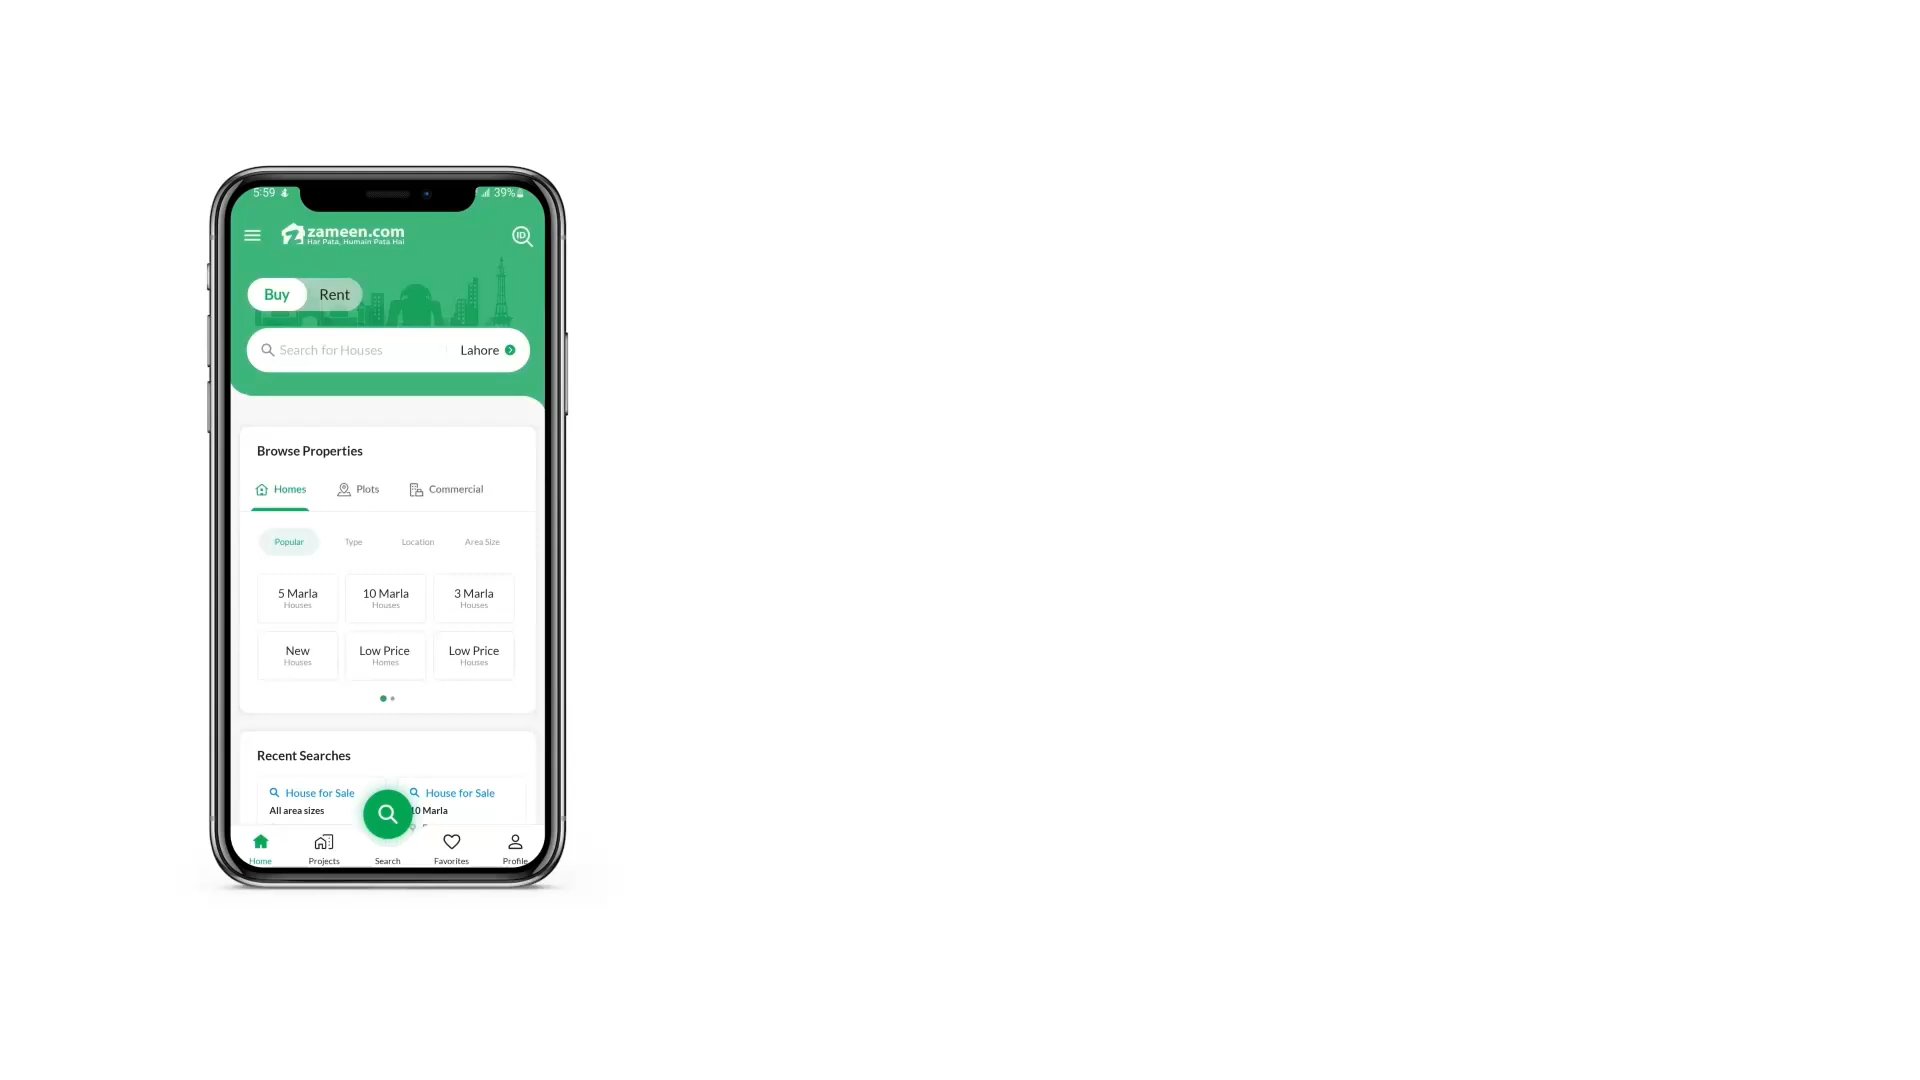 5:59
39%
zameen.com
Har Pata, Humain Pata Hai
ID
Buy Rent
Search for Houses Lahore
Browse Properties
Homes Plots Commercial
Popular Type Location Area Size
5 Marla 10 Marla 3 Marla
Houses Houses Houses
New Low Price Low Price
Houses Homes Houses
Recent Searches
House for Sale House for Sale
All area sizes 10 Marla
Home Projects Search Favorites Profile